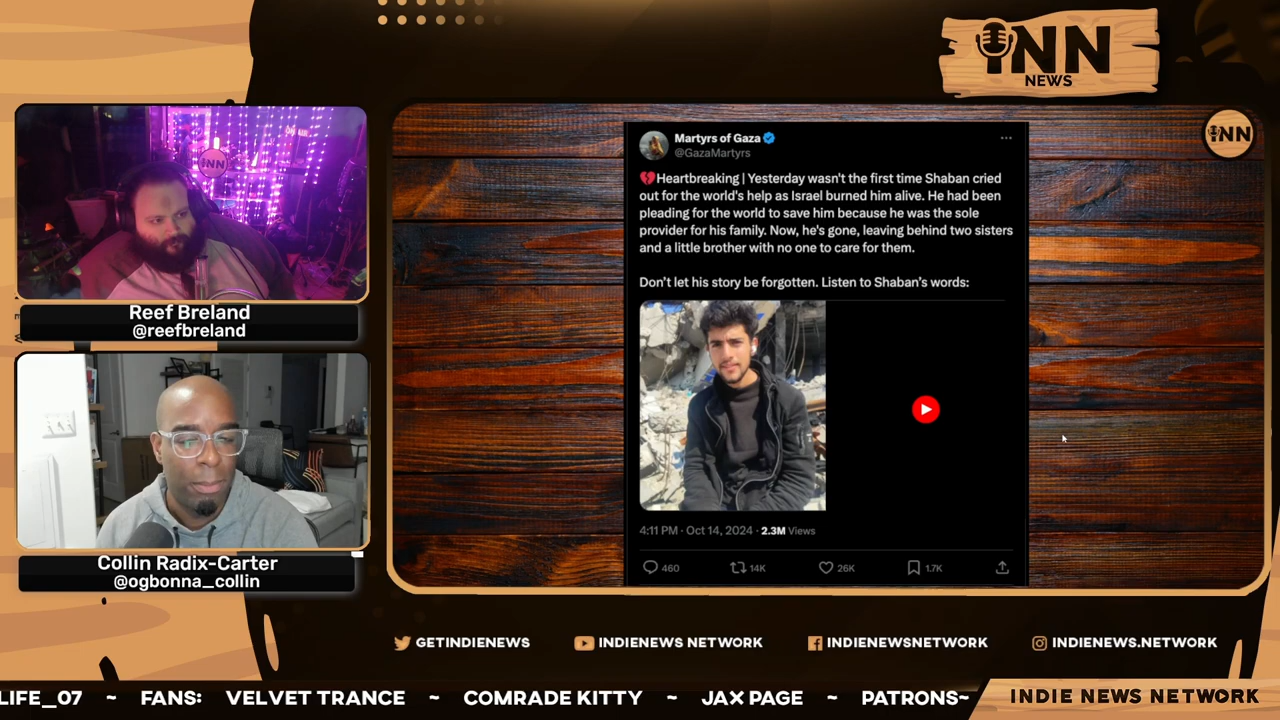 INN
NEWS
INN
INN
Reef Breland
@reefbreland
Collin Radix-Carter
@ogbonna_collin
Martyrs of Gaza
@GazaMartyrs
💔Heartbreaking | Yesterday wasn't the first time Shaban cried
out for the world's help as Israel burned him alive. He had been
pleading for the world to save him because he was the sole
provider for his family. Now, he's gone, leaving behind two sisters
and a little brother with no one to care for them.
Don't let his story be forgotten. Listen to Shaban's words:
4:11 PM · Oct 14, 2024 · 2.3M Views
460 14K 26K 1.7K
GETINDIENEWS INDIENEWS NETWORK INDIENEWSNETWORK INDIENEWS.NETWORK
LIFE_07 ~ FANS: VELVET TRANCE ~ COMRADE KITTY ~ JAX PAGE ~ PATRONS~ INDIE NEWS NETWORK